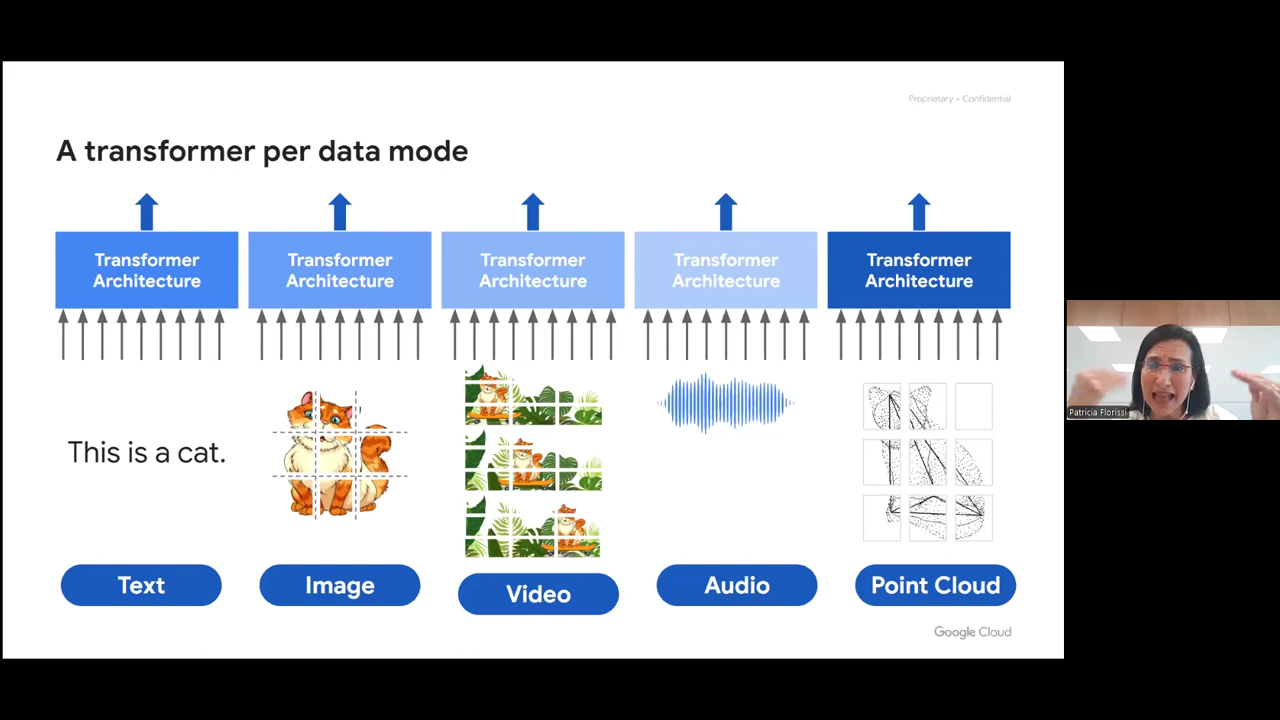 Proprietary + Confidential
A transformer per data mode
Transformer
Architecture
Transformer
Architecture
Transformer
Architecture
Transformer
Architecture
Transformer
Architecture
This is a cat.
Text
Image
Video
Audio
Point Cloud
Google Cloud
Patricia Florissi